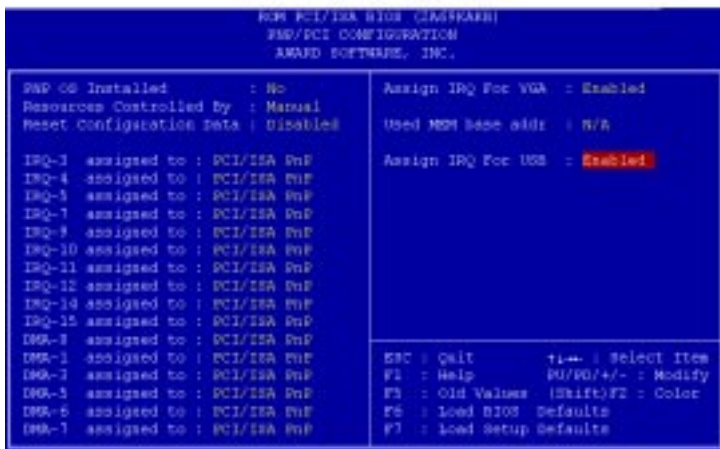 ROM PCI/ISA BIOS (2A69KAKB)
PNP/PCI CONFIGURATION
AWARD SOFTWARE, INC.
PNP OS Installed : No
Resources Controlled By : Manual
Reset Configuration Data : Disabled
IRQ-3 assigned to : PCI/ISA PnP
IRQ-4 assigned to : PCI/ISA PnP
IRQ-5 assigned to : PCI/ISA PnP
IRQ-7 assigned to : PCI/ISA PnP
IRQ-9 assigned to : PCI/ISA PnP
IRQ-10 assigned to : PCI/ISA PnP
IRQ-11 assigned to : PCI/ISA PnP
IRQ-12 assigned to : PCI/ISA PnP
IRQ-14 assigned to : PCI/ISA PnP
IRQ-15 assigned to : PCI/ISA PnP
DMA-0 assigned to : PCI/ISA PnP
DMA-1 assigned to : PCI/ISA PnP
DMA-3 assigned to : PCI/ISA PnP
DMA-5 assigned to : PCI/ISA PnP
DMA-6 assigned to : PCI/ISA PnP
DMA-7 assigned to : PCI/ISA PnP
Assign IRQ For VGA : Enabled
Used MEM base addr : N/A
Assign IRQ For USB : Enabled
ESC : Quit ↑↓→← : Select Item
F1 : Help PU/PD/+/- : Modify
F5 : Old Values (Shift)F2 : Color
F6 : Load BIOS Defaults
F7 : Load Setup Defaults